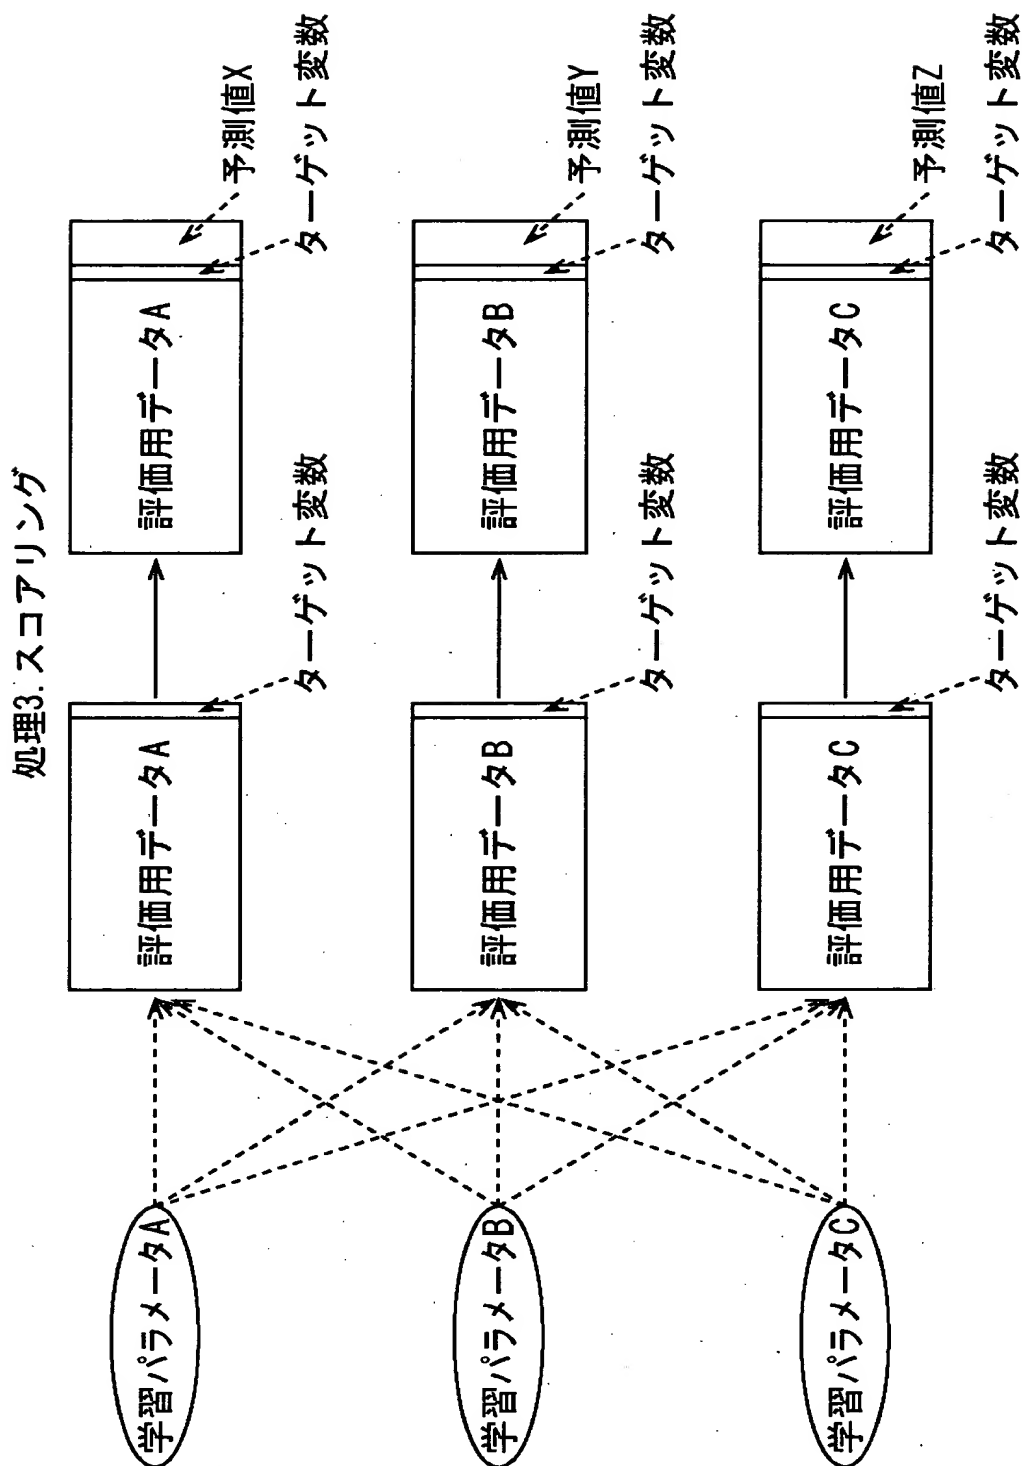 処理3. スコアリング
学習パラメータA
評価用データA
ターゲット変数
評価用データA
予測値X
ターゲット変数
学習パラメータB
評価用データB
ターゲット変数
評価用データB
予測値Y
ターゲット変数
学習パラメータC
評価用データC
ターゲット変数
評価用データC
予測値Z
ターゲット変数